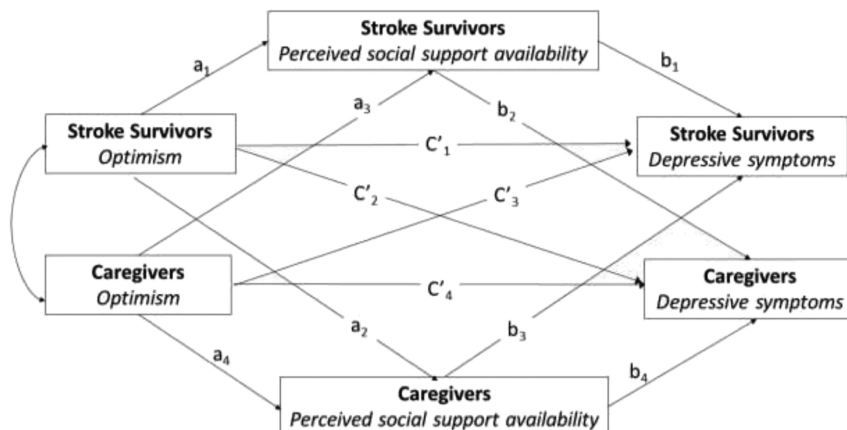 Stroke Survivors
Perceived social support availability
a1
b1
a3
b2
Stroke Survivors
Optimism
C'1
Stroke Survivors
Depressive symptoms
C'2
C'3
Caregivers
Optimism
C'4
Caregivers
Depressive symptoms
a2
b3
a4
b4
Caregivers
Perceived social support availability